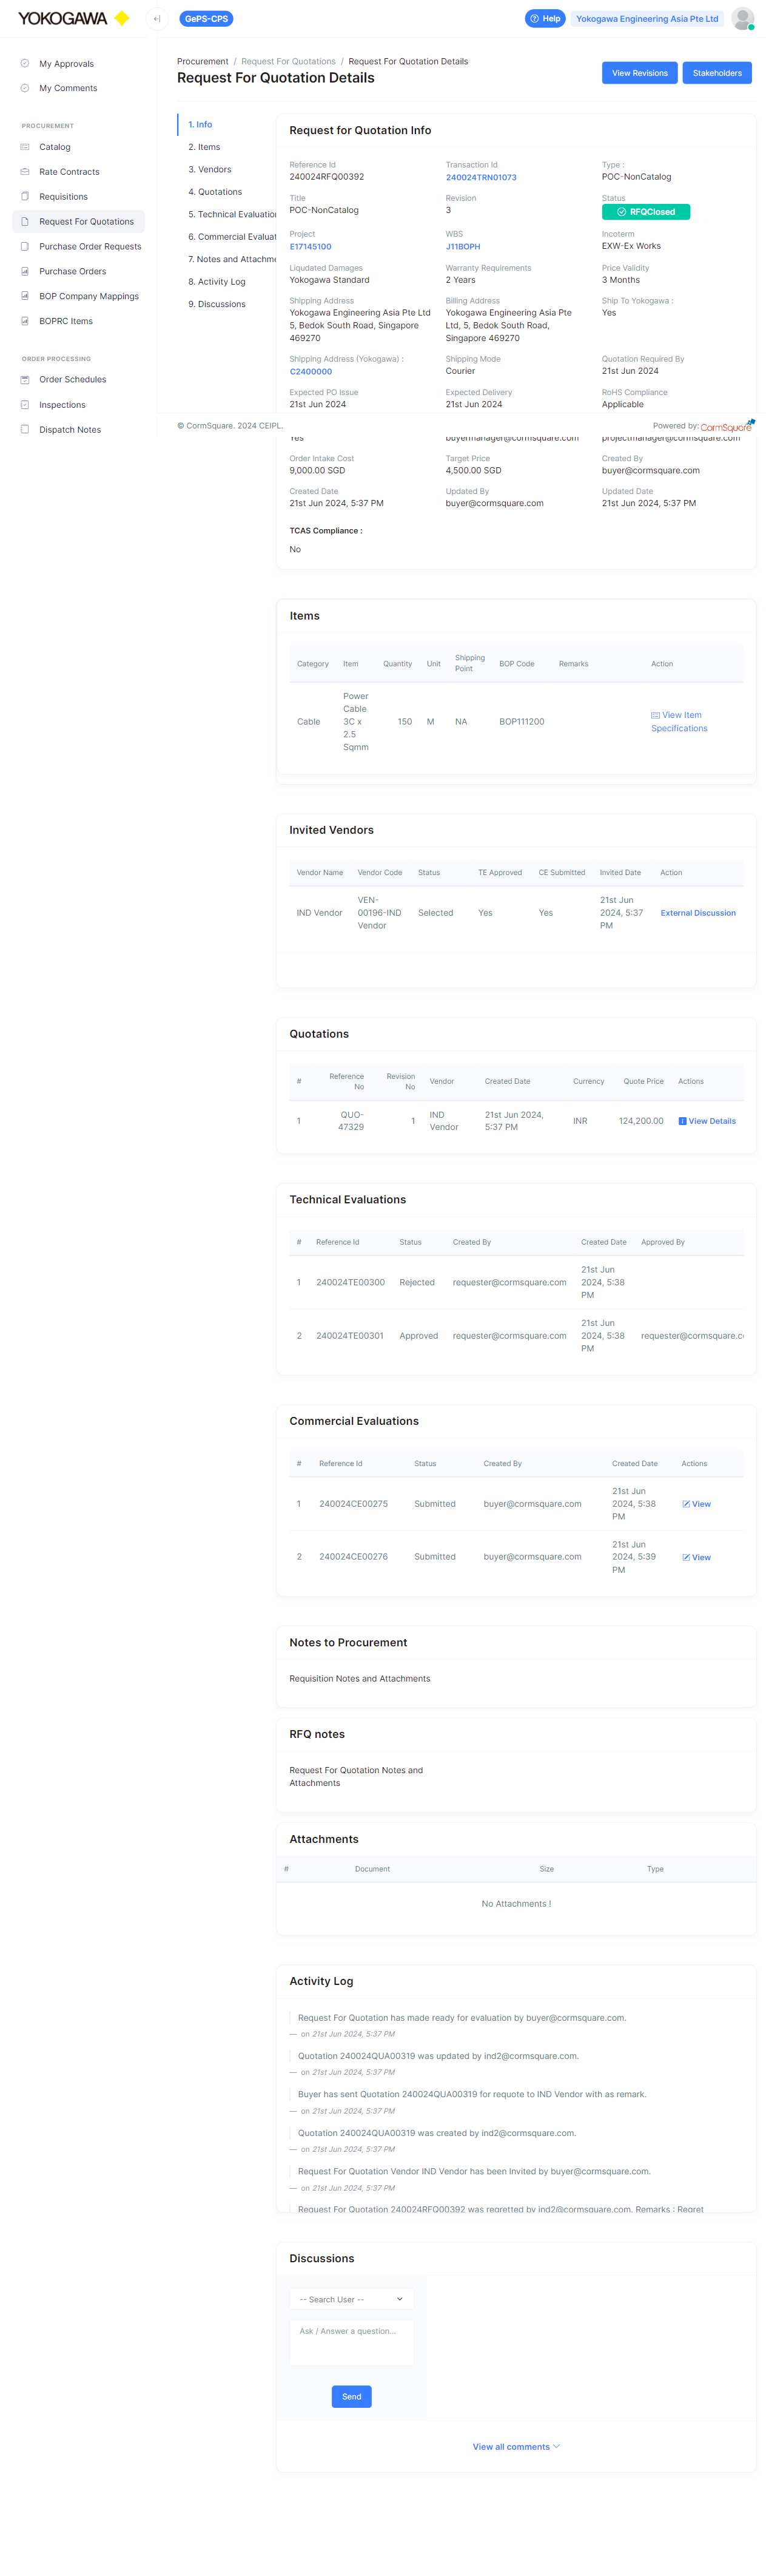 YOKOGAWA
GePS-CPS
Help
Yokogawa Engineering Asia Pte Ltd
My Approvals
My Comments
PROCUREMENT
Catalog
Rate Contracts
Requisitions
Request For Quotations
Purchase Order Requests
Purchase Orders
BOP Company Mappings
BOPRC Items
ORDER PROCESSING
Order Schedules
Inspections
Dispatch Notes
Procurement / Request For Quotations / Request For Quotation Details
Request For Quotation Details
View Revisions
Stakeholders
1. Info
2. Items
3. Vendors
4. Quotations
5. Technical Evaluation
6. Commercial Evaluat
7. Notes and Attachme
8. Activity Log
9. Discussions
Request for Quotation Info
Reference Id Transaction Id Type :
240024RFQ00392 240024TRN01073 POC-NonCatalog
Title Revision Status
POC-NonCatalog 3 RFQClosed
Project WBS Incoterm
E17145100 J11BOPH EXW-Ex Works
Liqudated Damages Warranty Requirements Price Validity
Yokogawa Standard 2 Years 3 Months
Shipping Address Billing Address Ship To Yokogawa :
Yokogawa Engineering Asia Pte Ltd Yokogawa Engineering Asia Pte Yes
5, Bedok South Road, Singapore Ltd, 5, Bedok South Road,
469270 Singapore 469270
Shipping Address (Yokogawa) : Shipping Mode Quotation Required By
C2400000 Courier 21st Jun 2024
Expected PO Issue Expected Delivery RoHS Compliance
21st Jun 2024 21st Jun 2024 Applicable
© CormSquare. 2024 CEIPL.
Powered by: CormSquare
Yes buyermanager@cormsquare.com projectmanager@cormsquare.com
Order Intake Cost Target Price Created By
9,000.00 SGD 4,500.00 SGD buyer@cormsquare.com
Created Date Updated By Updated Date
21st Jun 2024, 5:37 PM buyer@cormsquare.com 21st Jun 2024, 5:37 PM
TCAS Compliance :
No
Items
Category Item Quantity Unit Shipping Point BOP Code Remarks Action
Cable Power Cable 3C x 2.5 Sqmm 150 M NA BOP111200 View Item Specifications
Invited Vendors
Vendor Name Vendor Code Status TE Approved CE Submitted Invited Date Action
IND Vendor VEN-00196-IND Vendor Selected Yes Yes 21st Jun 2024, 5:37 PM External Discussion
Quotations
# Reference No Revision No Vendor Created Date Currency Quote Price Actions
1 QUO-47329 1 IND Vendor 21st Jun 2024, 5:37 PM INR 124,200.00 View Details
Technical Evaluations
# Reference Id Status Created By Created Date Approved By
1 240024TE00300 Rejected requester@cormsquare.com 21st Jun 2024, 5:38 PM
2 240024TE00301 Approved requester@cormsquare.com 21st Jun 2024, 5:38 PM requester@cormsquare.c
Commercial Evaluations
# Reference Id Status Created By Created Date Actions
1 240024CE00275 Submitted buyer@cormsquare.com 21st Jun 2024, 5:38 PM View
2 240024CE00276 Submitted buyer@cormsquare.com 21st Jun 2024, 5:39 PM View
Notes to Procurement
Requisition Notes and Attachments
RFQ notes
Request For Quotation Notes and
Attachments
Attachments
# Document Size Type
No Attachments !
Activity Log
Request For Quotation has made ready for evaluation by buyer@cormsquare.com.
— on 21st Jun 2024, 5:37 PM
Quotation 240024QUA00319 was updated by ind2@cormsquare.com.
— on 21st Jun 2024, 5:37 PM
Buyer has sent Quotation 240024QUA00319 for requote to IND Vendor with as remark.
— on 21st Jun 2024, 5:37 PM
Quotation 240024QUA00319 was created by ind2@cormsquare.com.
— on 21st Jun 2024, 5:37 PM
Request For Quotation Vendor IND Vendor has been Invited by buyer@cormsquare.com.
— on 21st Jun 2024, 5:37 PM
Request For Quotation 240024RFQ00392 was regretted by ind2@cormsquare.com. Remarks : Regret
Discussions
-- Search User --
Ask / Answer a question...
Send
View all comments